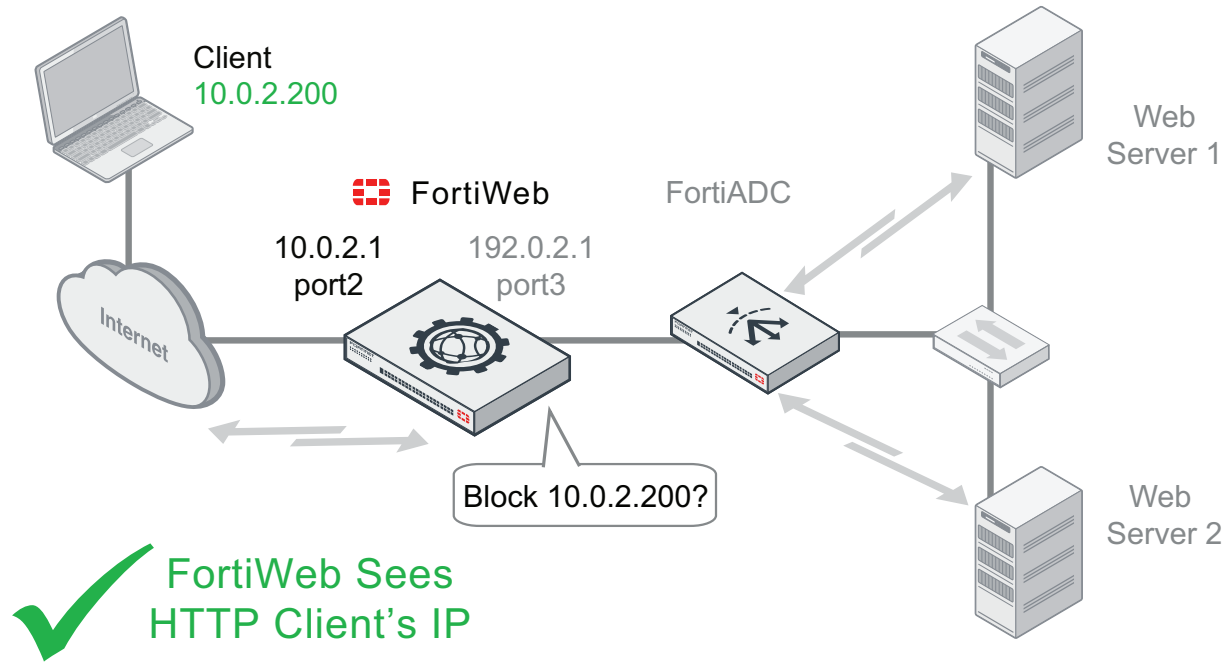 Client
10.0.2.200
Web
Server 1
FortiWeb
FortiADC
10.0.2.1
port2
192.0.2.1
port3
Internet
Block 10.0.2.200?
Web
Server 2
FortiWeb Sees
HTTP Client's IP